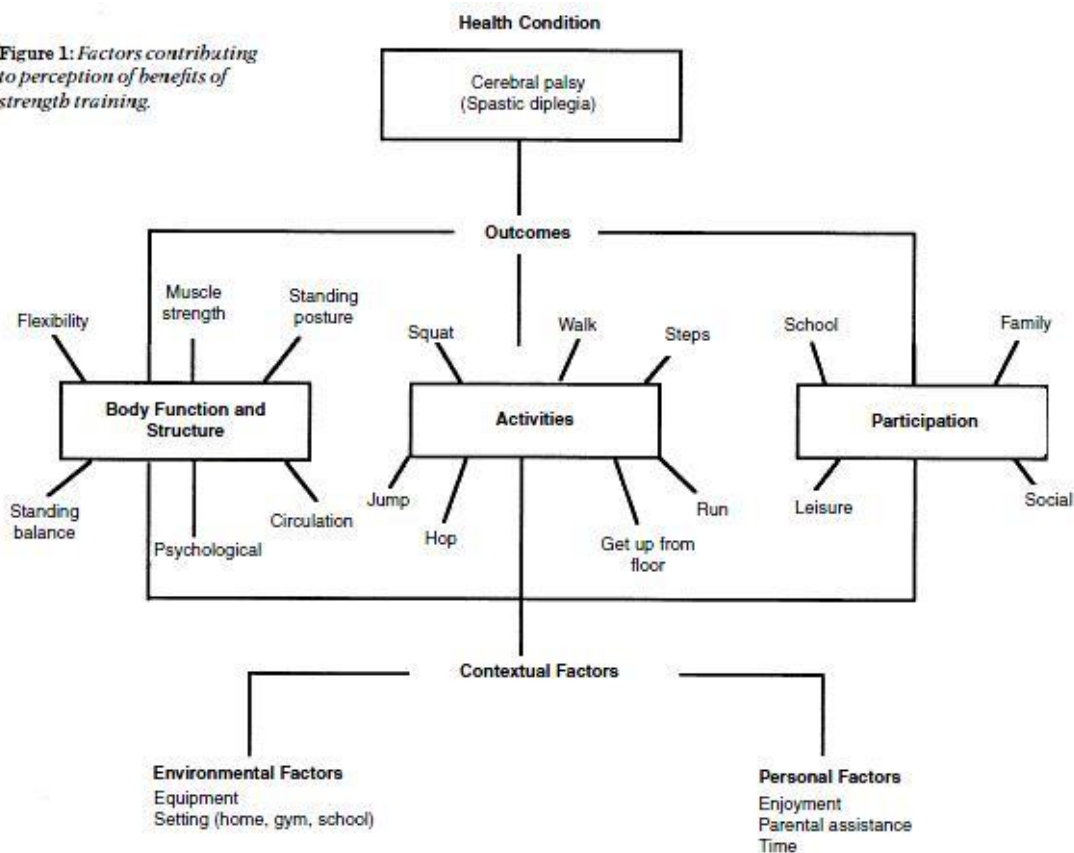 Health Condition
Figure 1: Factors contributing
to perception of benefits of
strength training.
Cerebral palsy
(Spastic diplegia)
Outcomes
Flexibility
Muscle
strength
Standing
posture
Squat
Walk
Steps
School
Family
Body Function and
Structure
Activities
Participation
Standing
balance
Psychological
Circulation
Jump
Hop
Get up from
floor
Run
Leisure
Social
Contextual Factors
Environmental Factors
Equipment
Setting (home, gym, school)
Personal Factors
Enjoyment
Parental assistance
Time